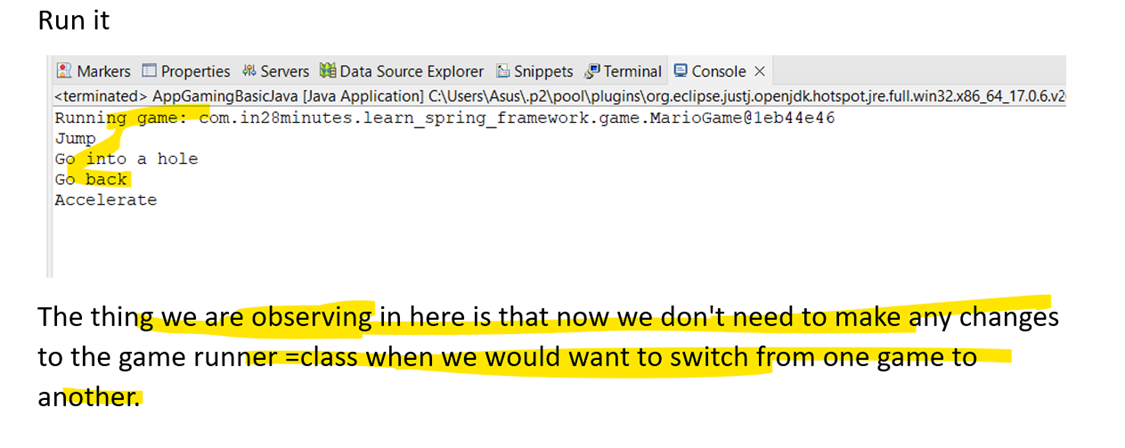 Run it
Markers Properties Servers Data Source Explorer Snippets Terminal Console
<terminated> AppGamingBasicJava [Java Application] C:\Users\Asus\.p2\pool\plugins\org.eclipse.justj.openjdk.hotspot.jre.full.win32.x86_64_17.0.6.v2
Running game: com.in28minutes.learn_spring_framework.game.MarioGame@1eb44e46
Jump
Go into a hole
Go back
Accelerate
The thing we are observing in here is that now we don't need to make any changes
to the game runner =class when we would want to switch from one game to
another.